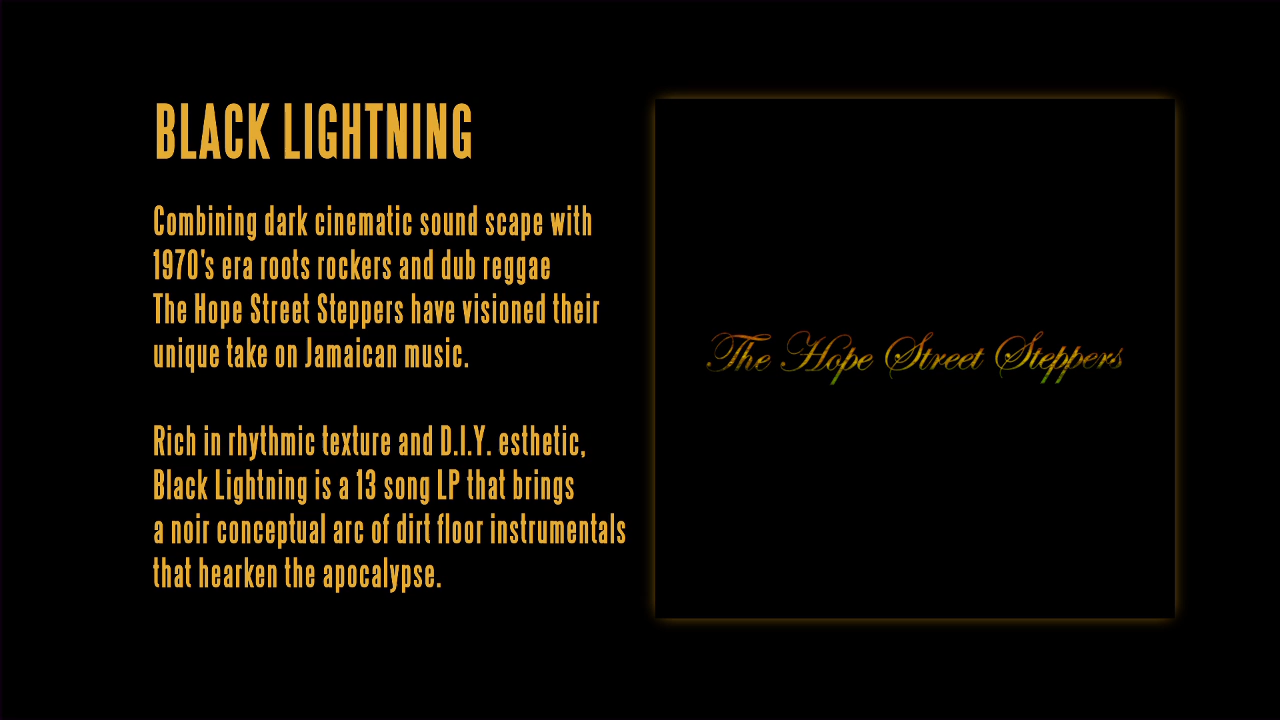 BLACK LIGHTNING
Combining dark cinematic sound scape with
1970's era roots rockers and dub reggae
The Hope Street Steppers have visioned their
unique take on Jamaican music.
Rich in rhythmic texture and D.I.Y. esthetic,
Black Lightning is a 13 song LP that brings
a noir conceptual arc of dirt floor instrumentals
that hearken the apocalypse.
The Hope Street Steppers